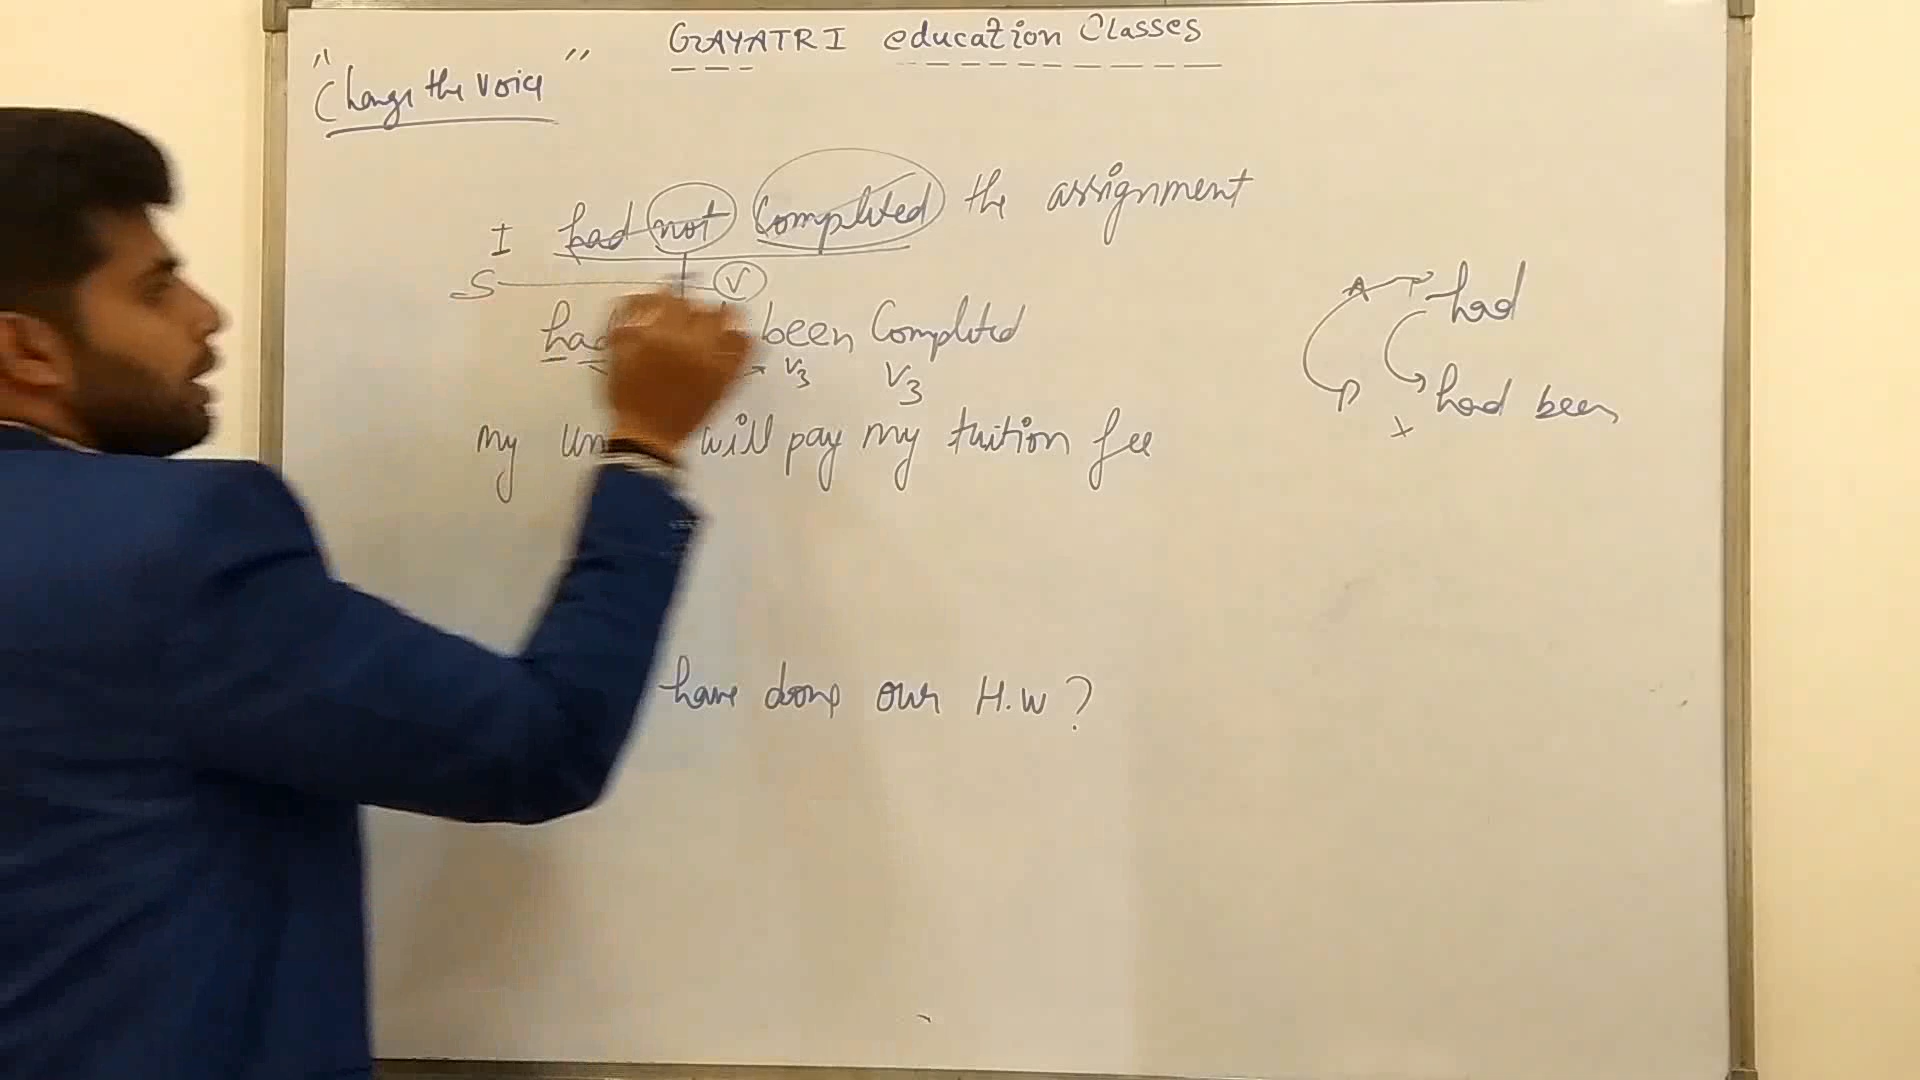 GAYATRI education Classes
"Change the voice"
I had not Completed the assignment
S V
had been Completed
V3 V3
A P had
P had been
my will pay my tuition fee
have done our H.W?